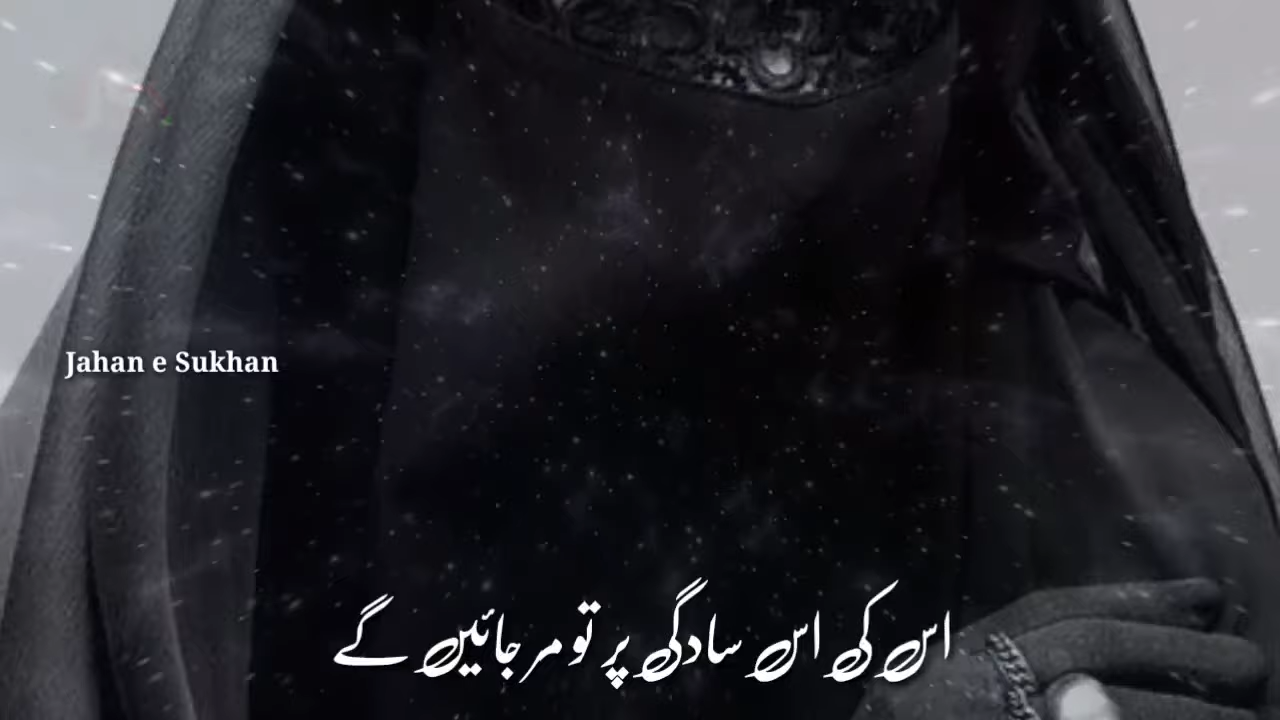 Jahan e Sukhan
اس کی اس سادگی پر تو مر جائیں گے